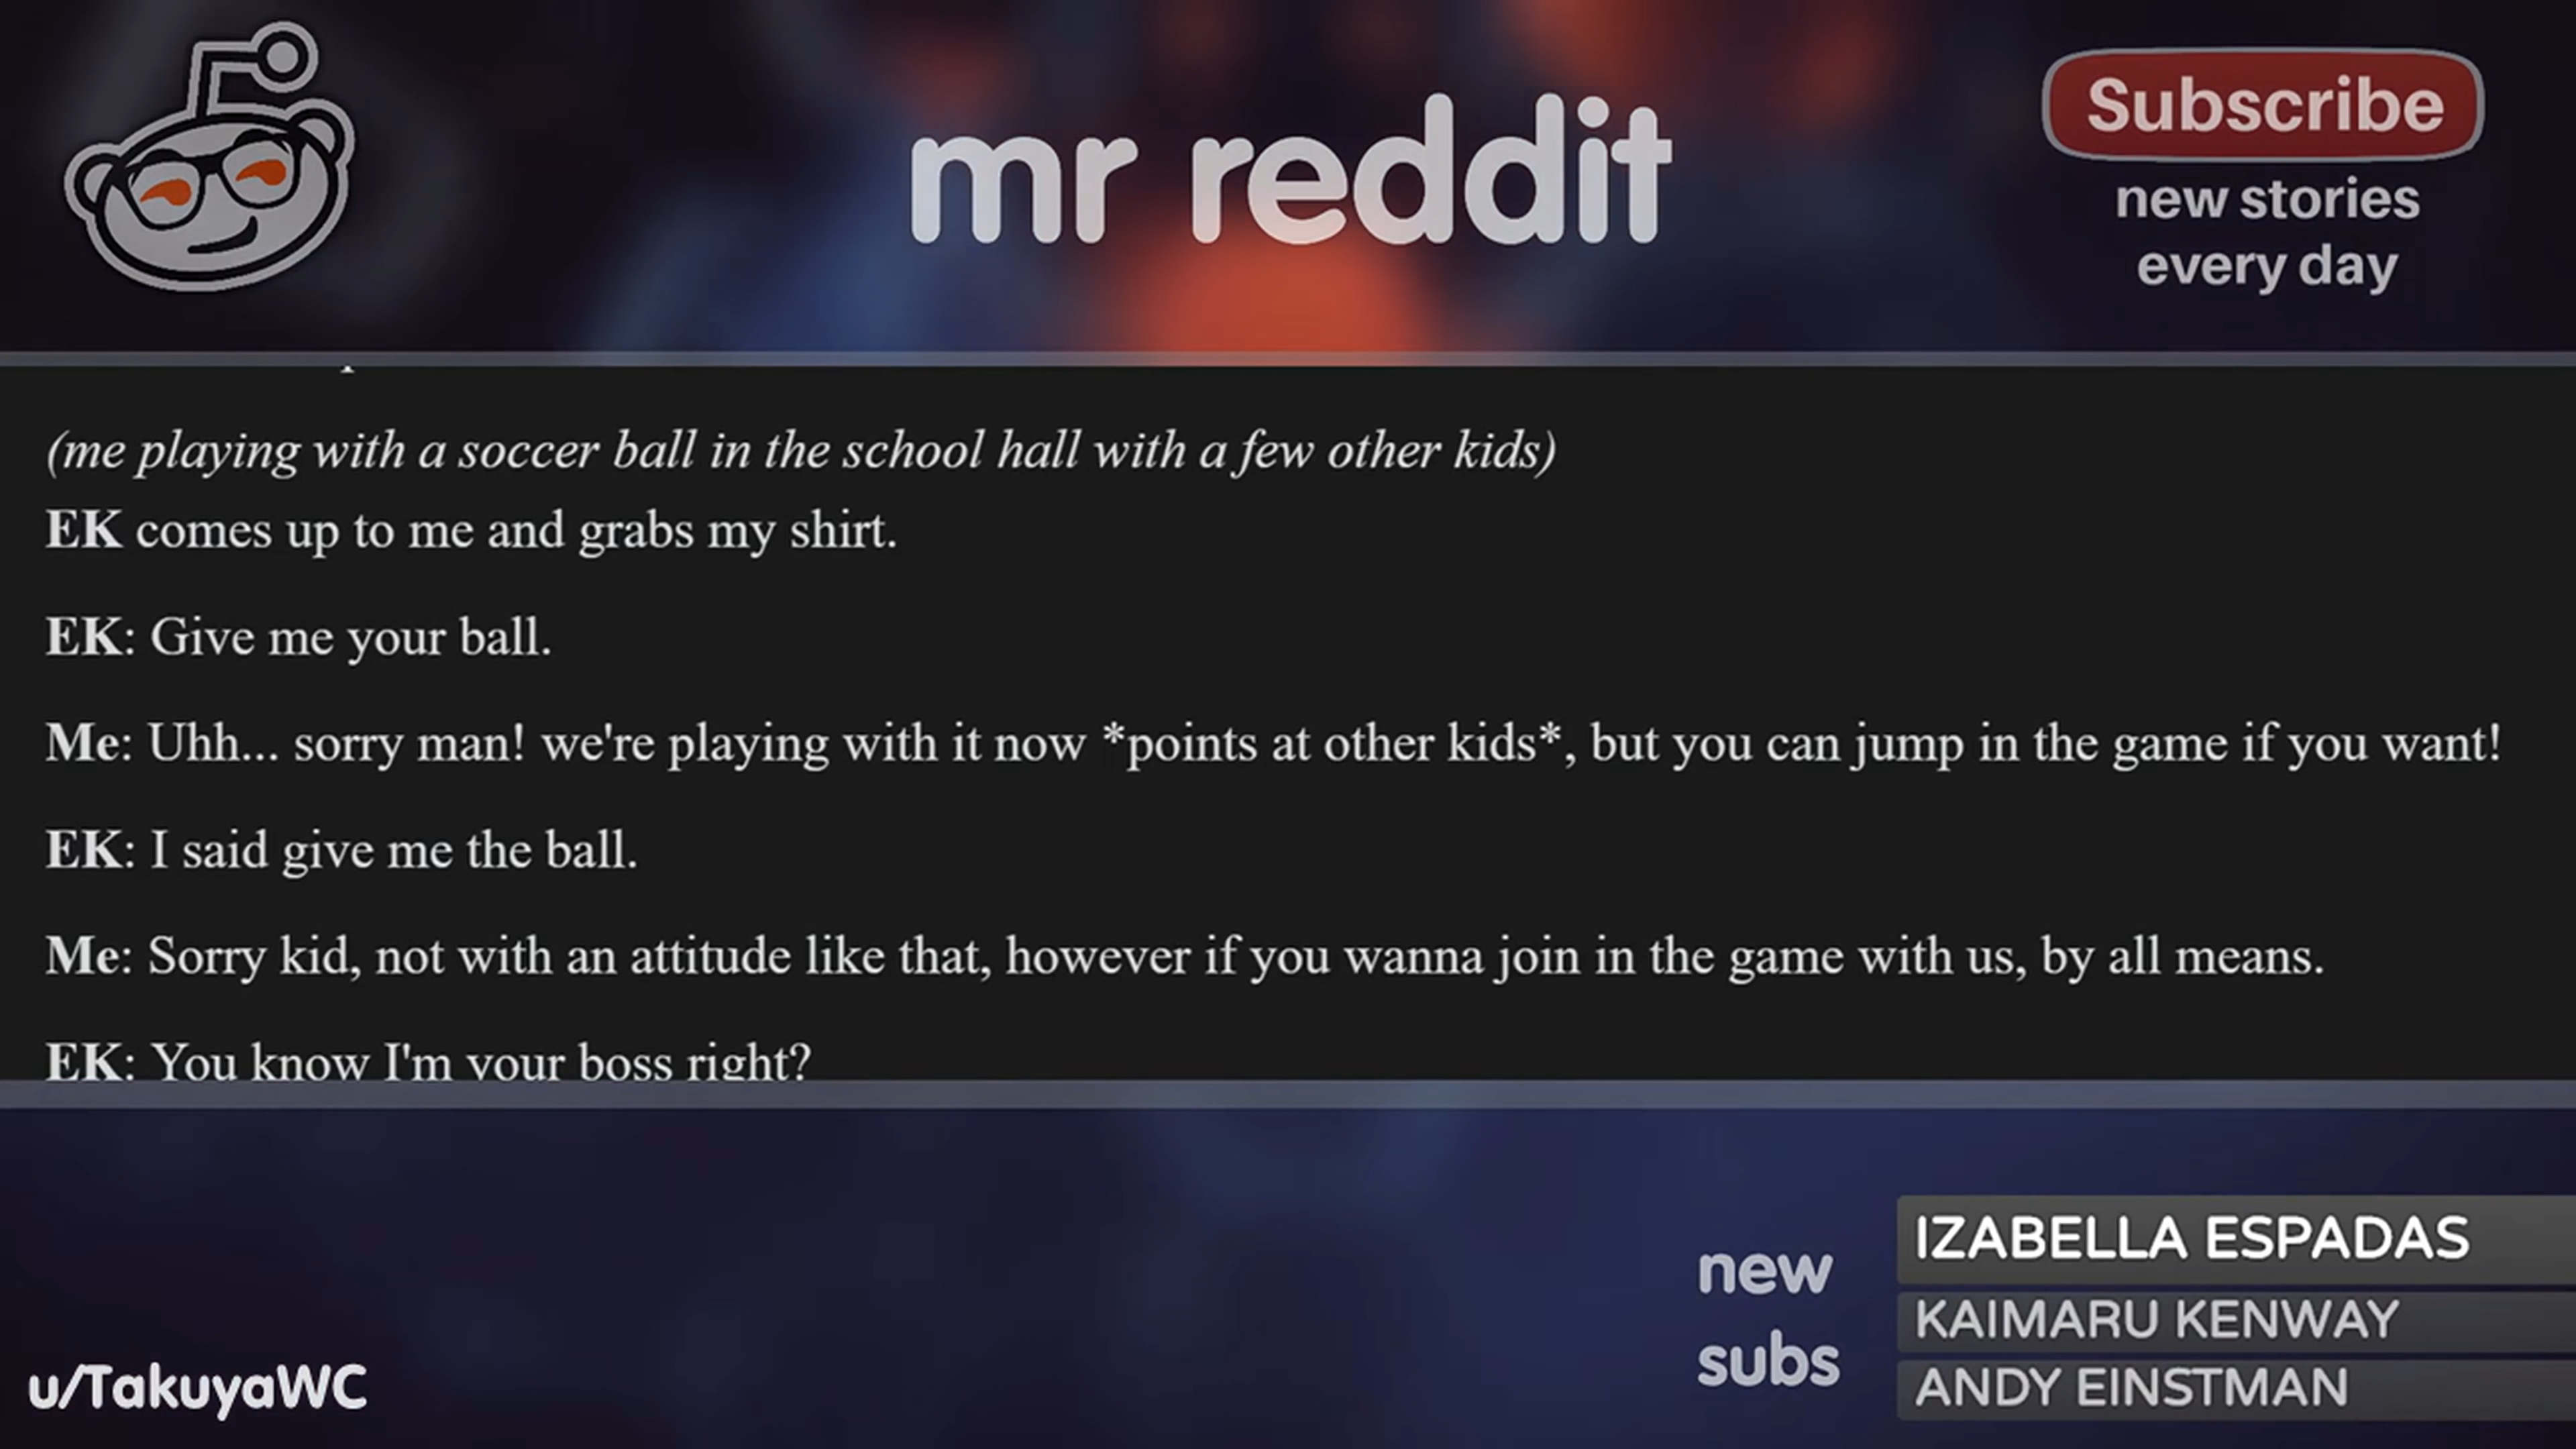 mr reddit
Subscribe
new stories
every day
(me playing with a soccer ball in the school hall with a few other kids)
EK comes up to me and grabs my shirt.
EK: Give me your ball.
Me: Uhh... sorry man! we're playing with it now *points at other kids*, but you can jump in the game if you want!
EK: I said give me the ball.
Me: Sorry kid, not with an attitude like that, however if you wanna join in the game with us, by all means.
EK: You know I'm your boss right?
new
subs
IZABELLA ESPADAS
KAIMARU KENWAY
ANDY EINSTMAN
u/TakuyaWC